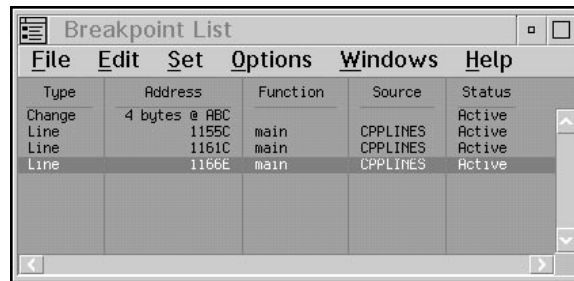 Breakpoint List
File Edit Set Options Windows Help
Type Address Function Source Status
Change 4 bytes @ ABC Active
Line 1155C main CPPLINES Active
Line 1161C main CPPLINES Active
Line 1166E main CPPLINES Active